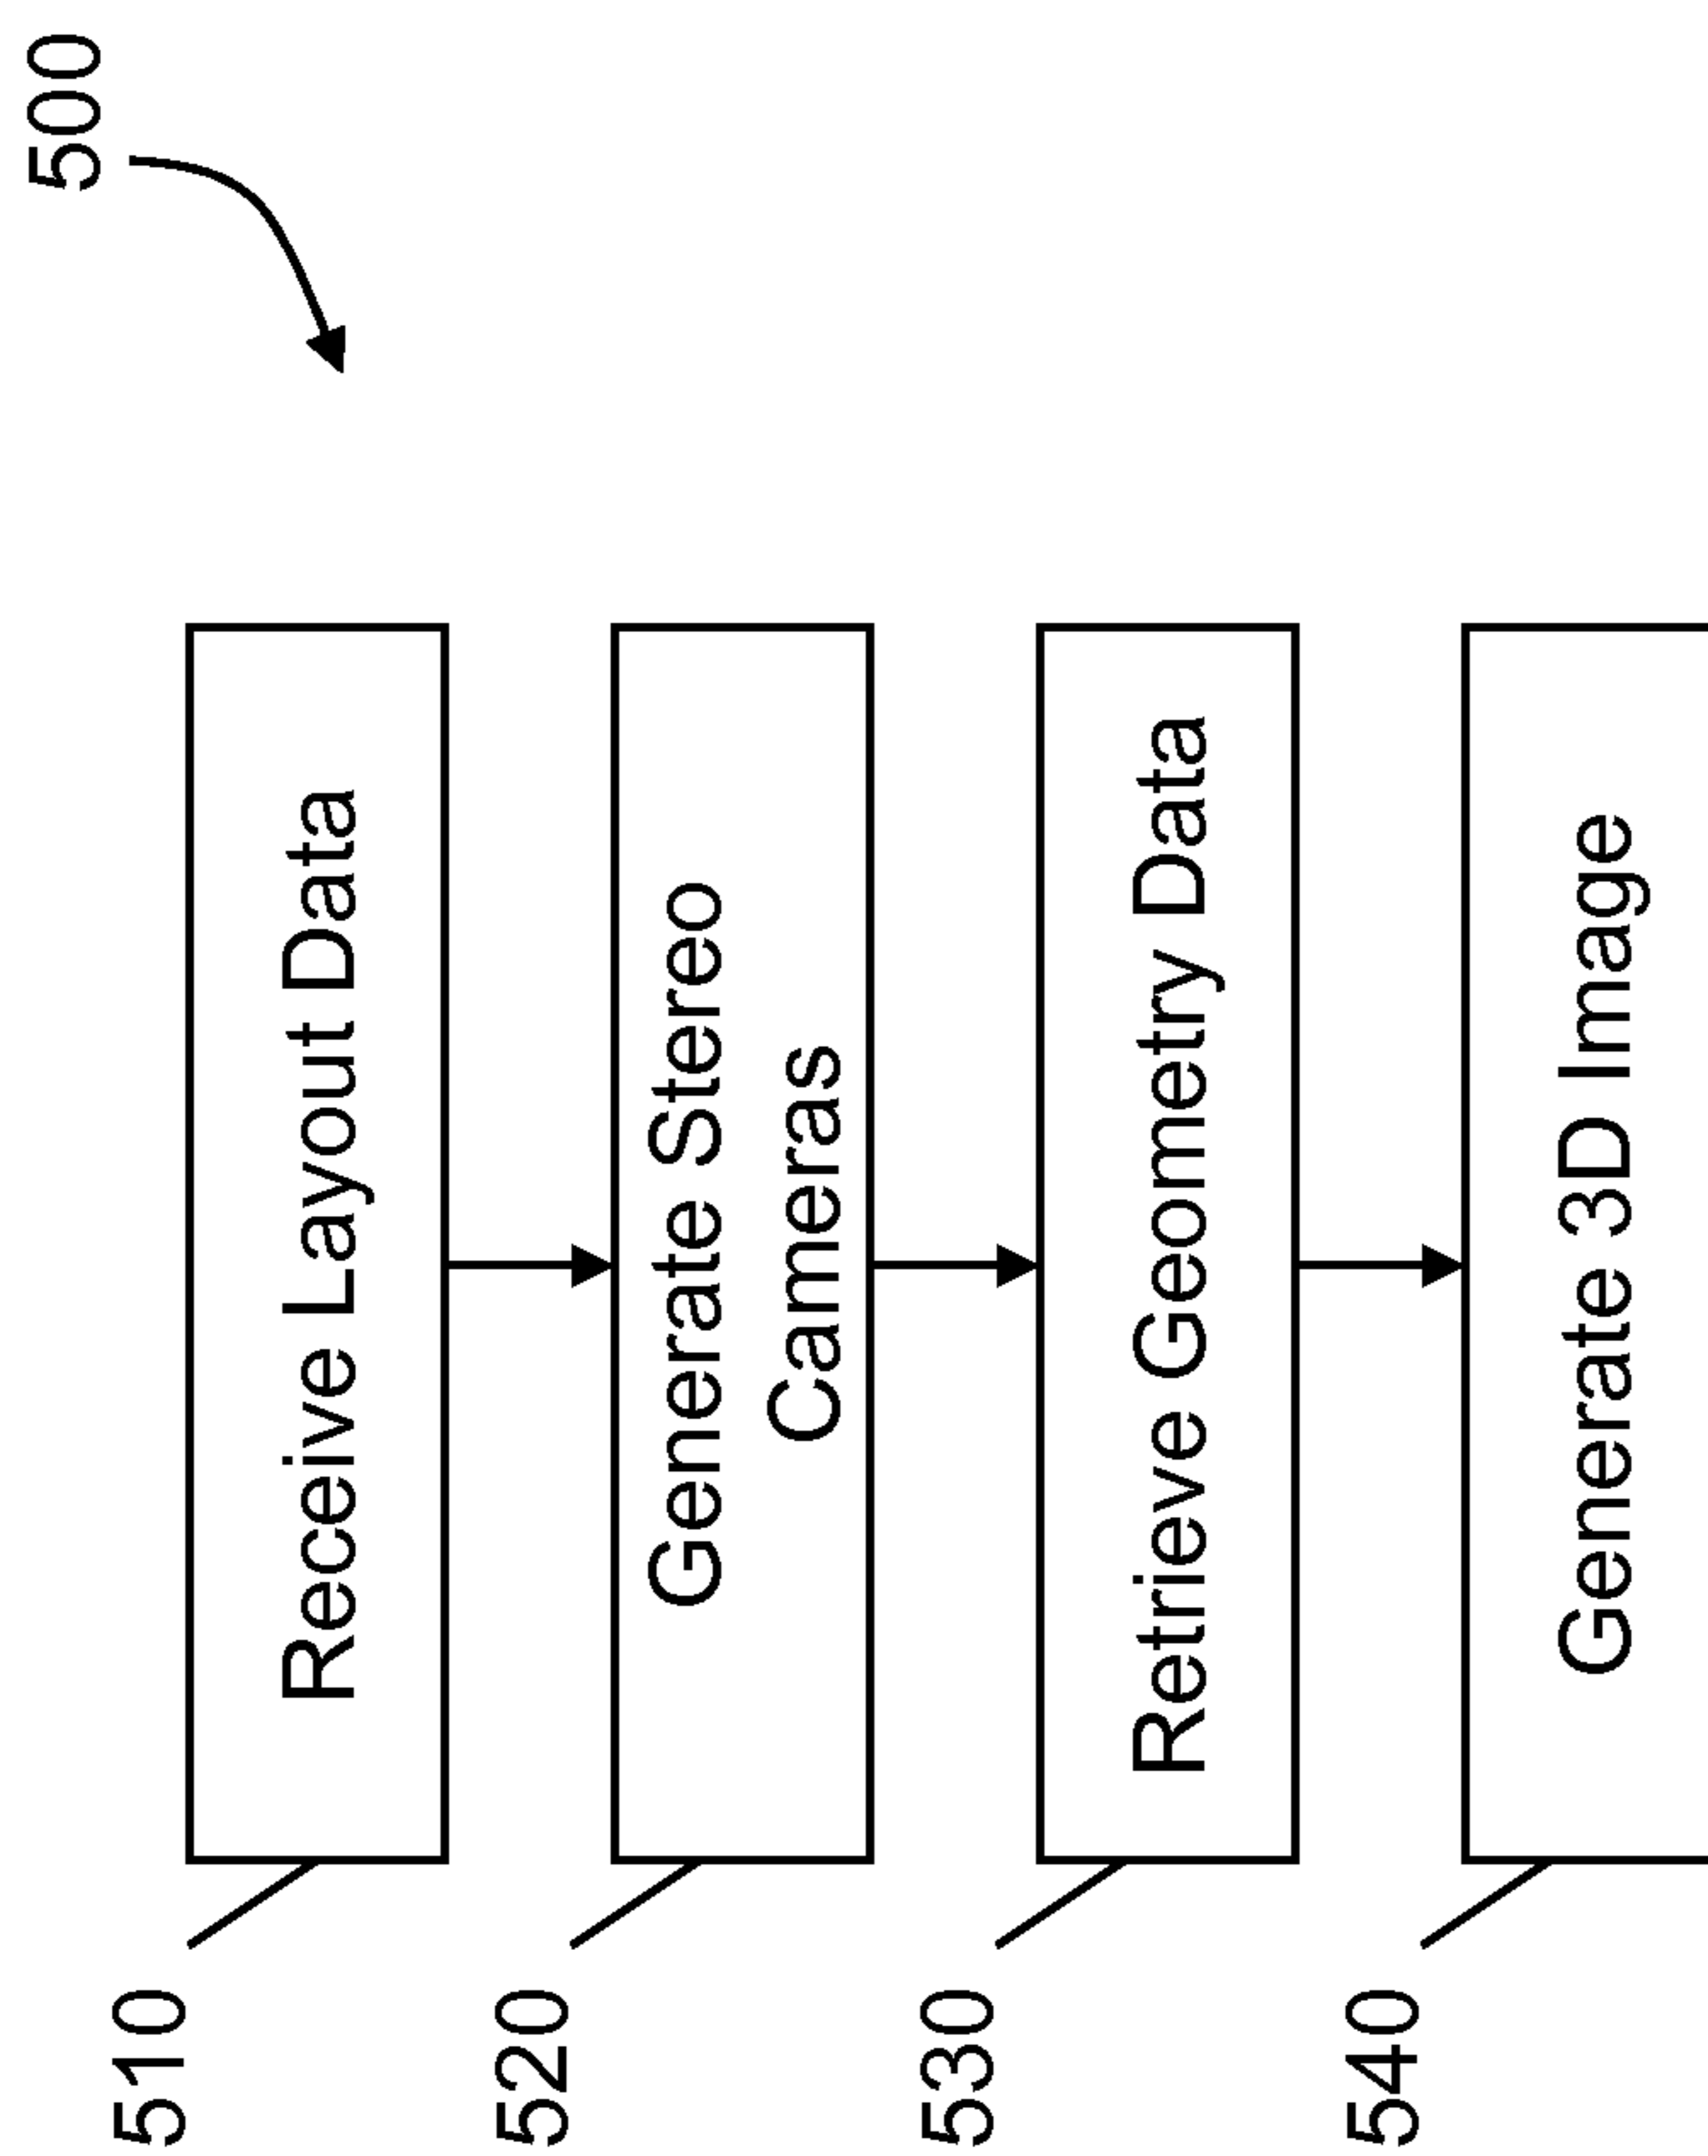 500
510
Receive Layout Data
520
Generate Stereo
Cameras
530
Retrieve Geometry Data
540
Generate 3D Image